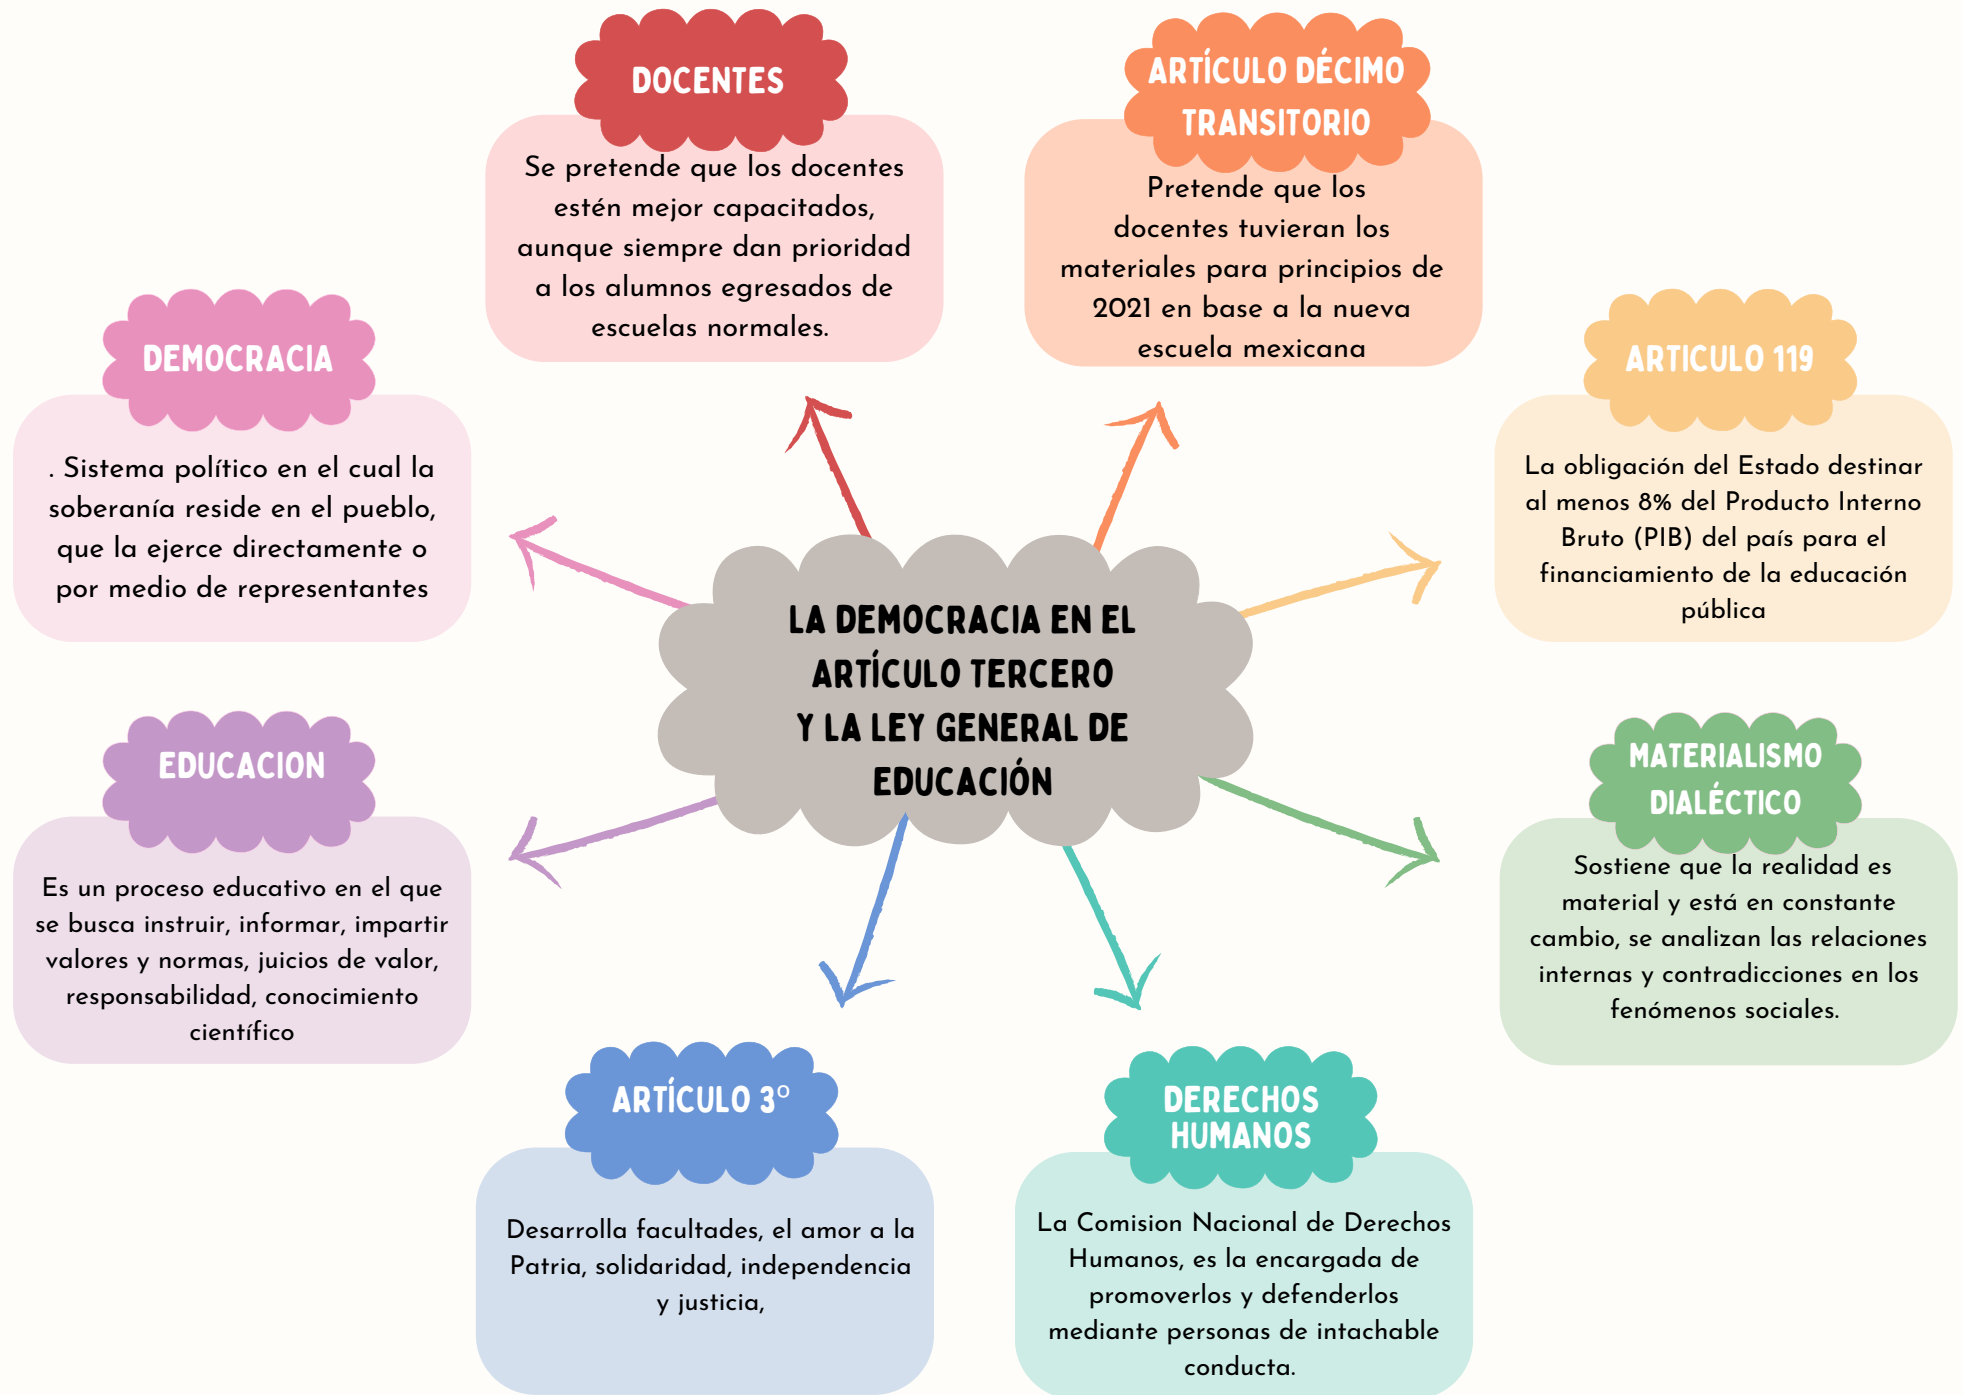 DOCENTES
Se pretende que los docentes
estén mejor capacitados,
aunque siempre dan prioridad
a los alumnos egresados de
escuelas normales.
ARTÍCULO DÉCIMO
TRANSITORIO
Pretende que los
docentes tuvieran los
materiales para principios de
2021 en base a la nueva
escuela mexicana
DEMOCRACIA
. Sistema político en el cual la
soberanía reside en el pueblo,
que la ejerce directamente o
por medio de representantes
ARTICULO 119
La obligación del Estado destinar
al menos 8% del Producto Interno
Bruto (PIB) del país para el
financiamiento de la educación
pública
LA DEMOCRACIA EN EL
ARTÍCULO TERCERO
Y LA LEY GENERAL DE
EDUCACIÓN
EDUCACION
Es un proceso educativo en el que
se busca instruir, informar, impartir
valores y normas, juicios de valor,
responsabilidad, conocimiento
científico
MATERIALISMO
DIALÉCTICO
Sostiene que la realidad es
material y está en constante
cambio, se analizan las relaciones
internas y contradicciones en los
fenómenos sociales.
ARTÍCULO 3º
Desarrolla facultades, el amor a la
Patria, solidaridad, independencia
y justicia,
DERECHOS
HUMANOS
La Comision Nacional de Derechos
Humanos, es la encargada de
promoverlos y defenderlos
mediante personas de intachable
conducta.